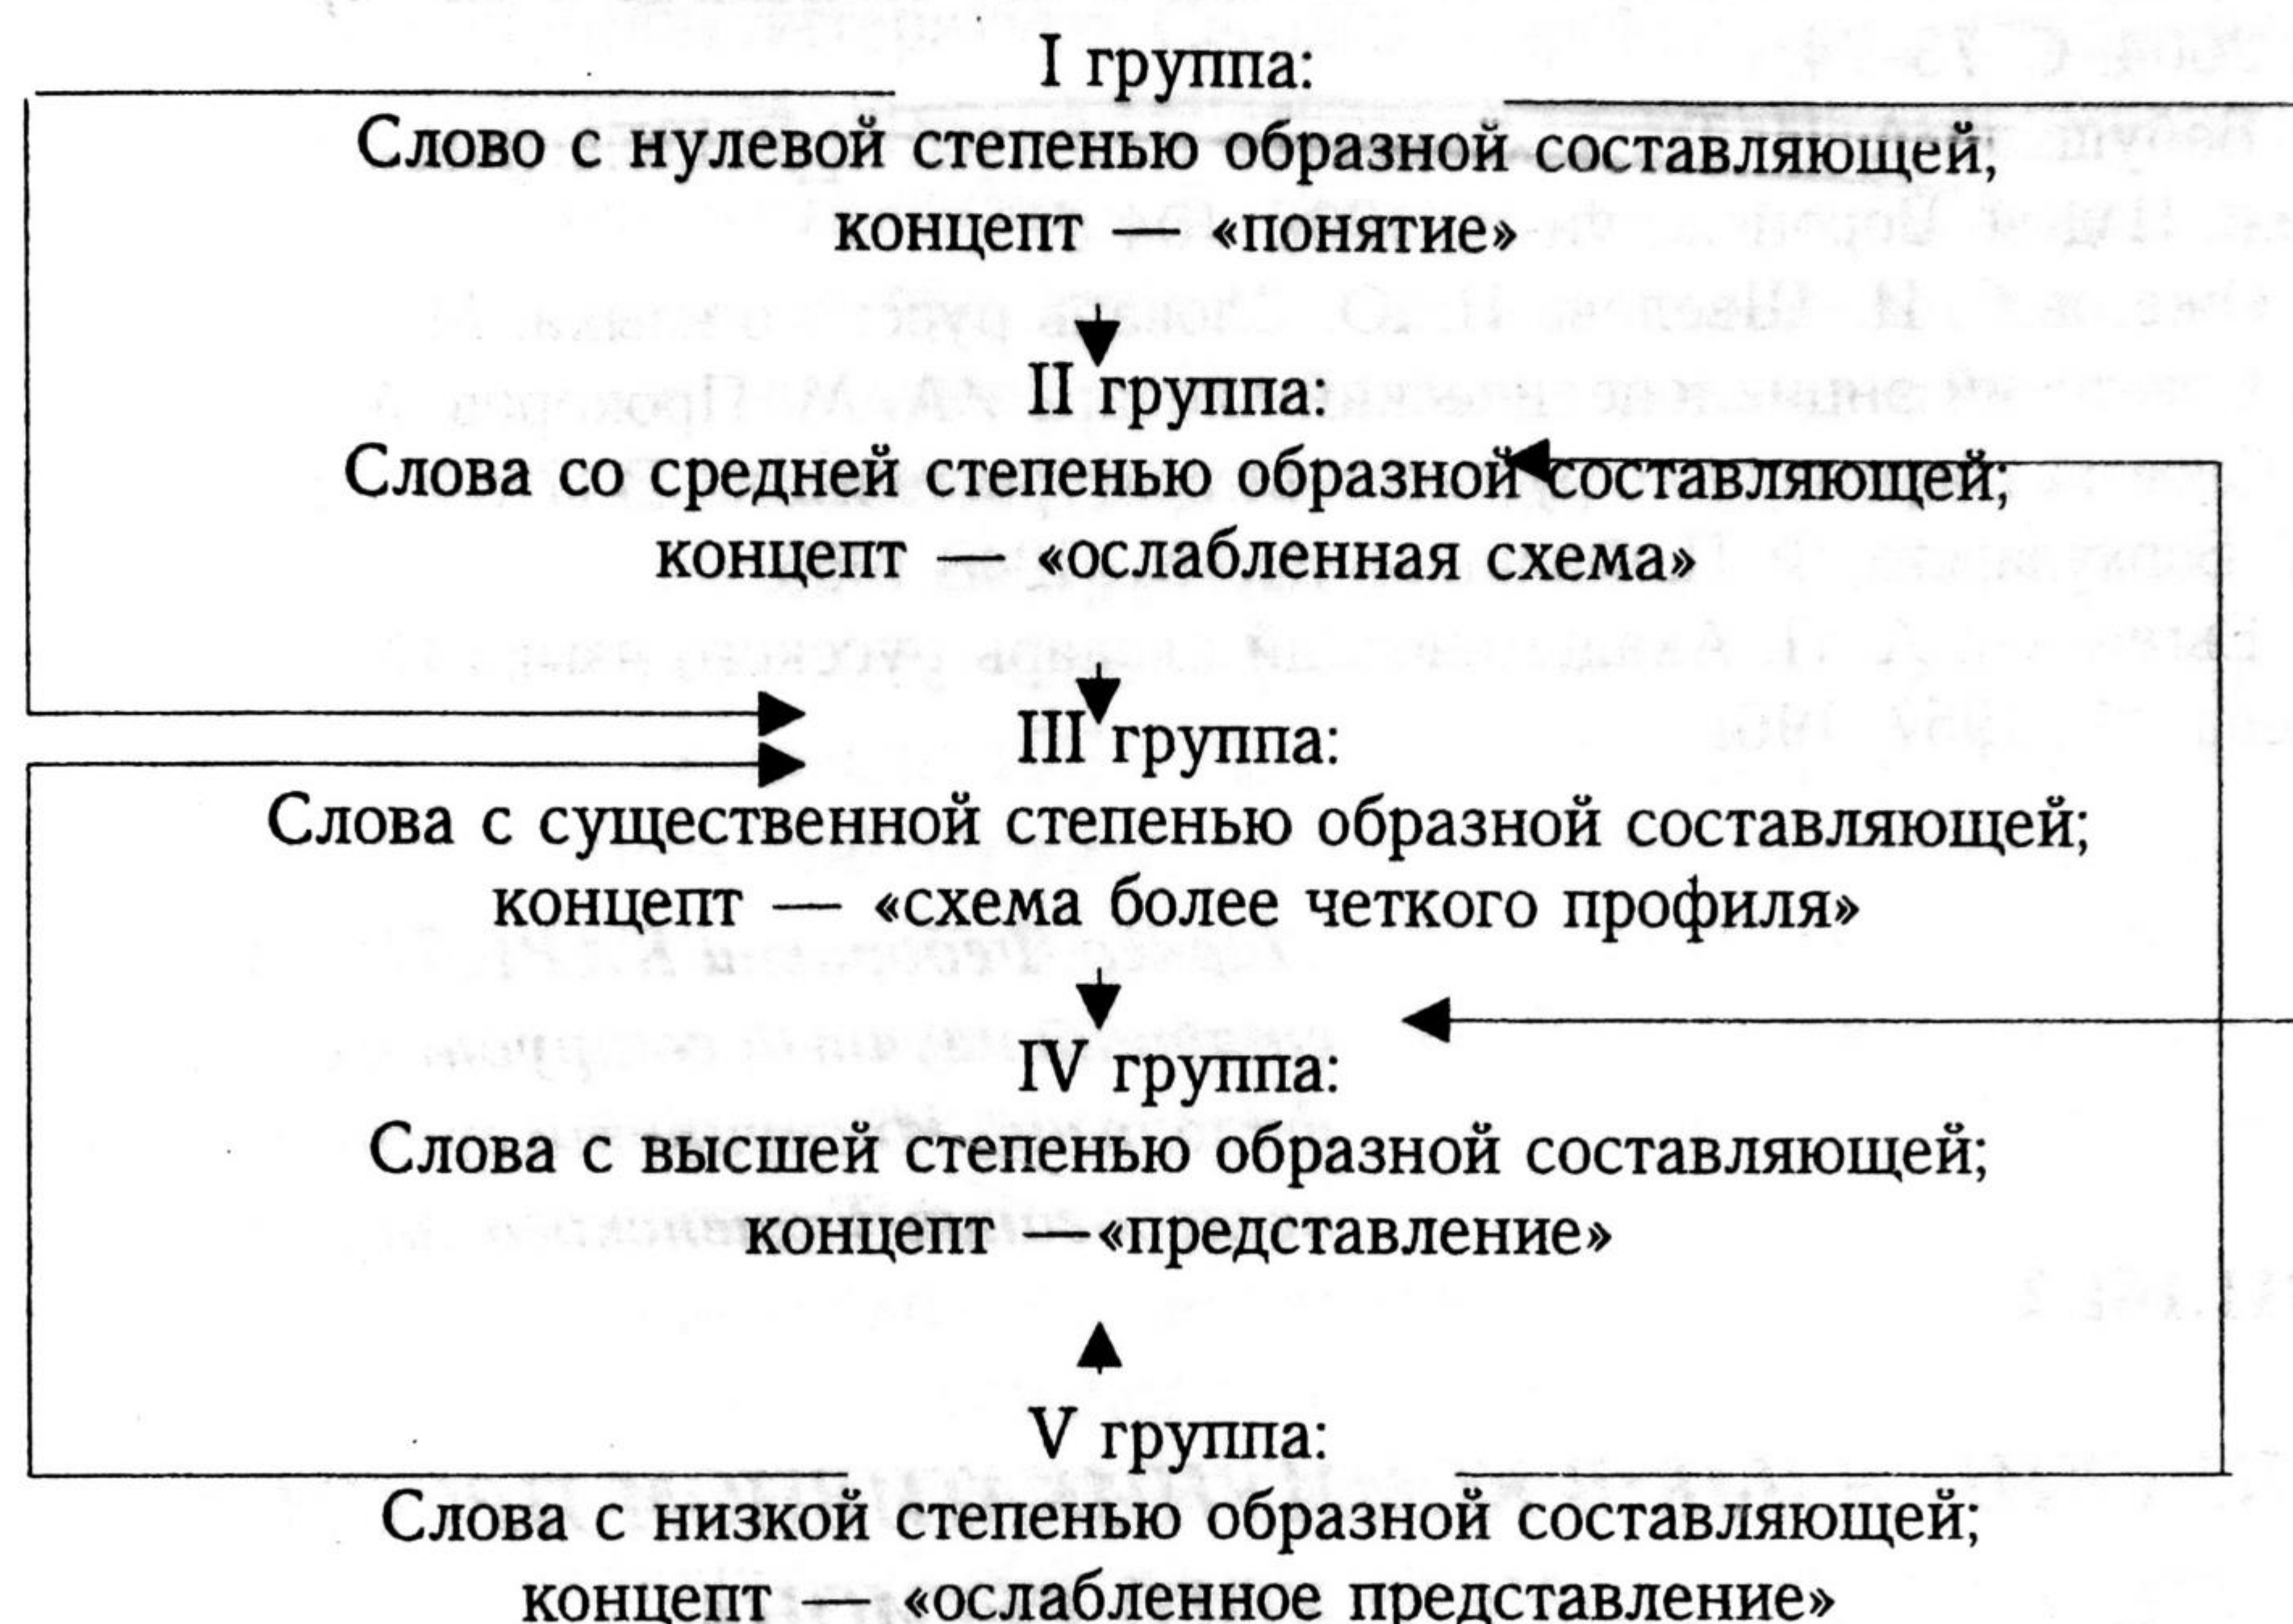 I группа:
Слово с нулевой степенью образной составляющей,
концепт — «понятие»
II группа:
Слова со средней степенью образной составляющей;
концепт — «ослабленная схема»
III группа:
Слова с существенной степенью образной составляющей;
концепт — «схема более четкого профиля»
IV группа:
Слова с высшей степенью образной составляющей;
концепт —«представление»
V группа:
Слова с низкой степенью образной составляющей;
концепт — «ослабленное представление»